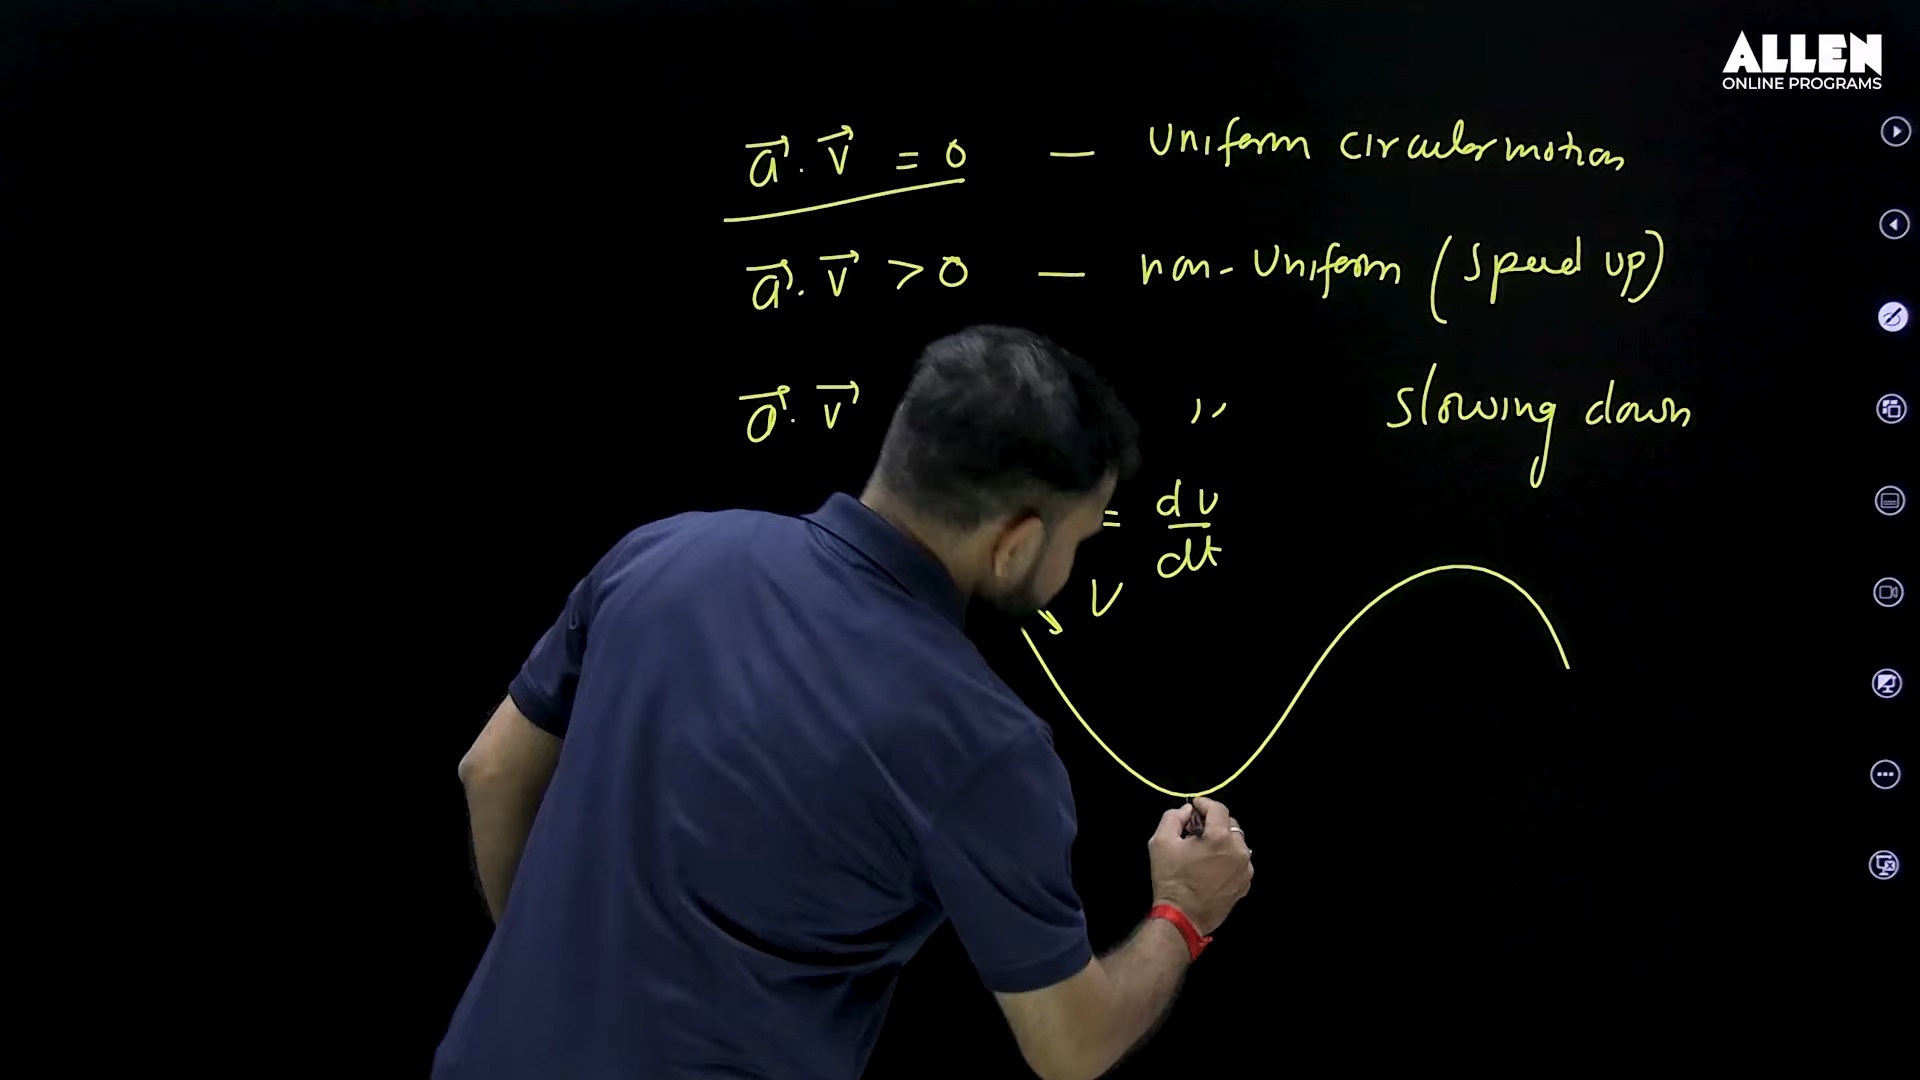 ALLEN
ONLINE PROGRAMS
a⃗ . v⃗ = 0 — Uniform circular motion
a⃗ . v⃗ > 0 — non-Uniform (speed up)
a⃗ . v⃗ ,, slowing down
= dv/dt
V